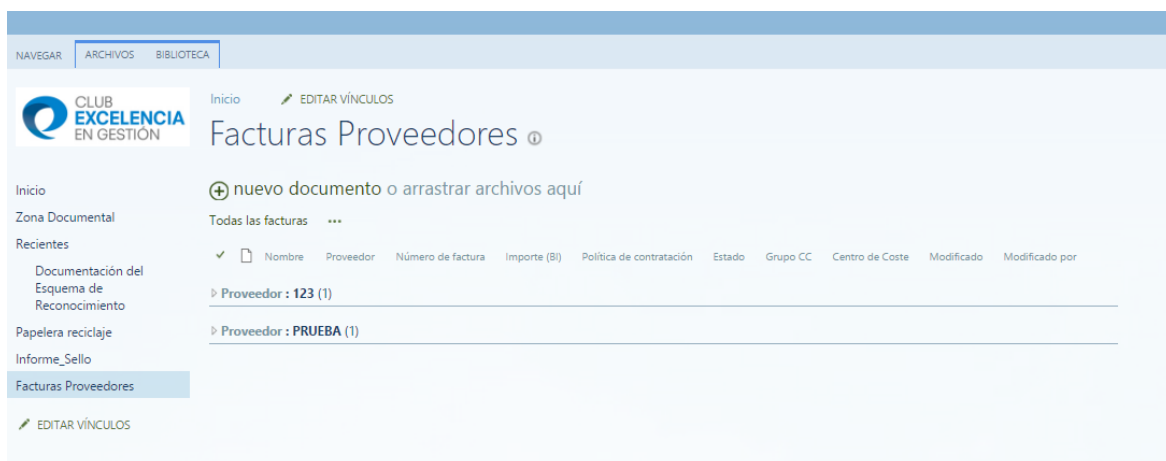 NAVEGAR ARCHIVOS BIBLIOTECA
CLUB
EXCELENCIA
EN GESTIÓN
Inicio EDITAR VÍNCULOS
Facturas Proveedores
Inicio
Zona Documental
Recientes
Documentación del
Esquema de
Reconocimiento
Papelera reciclaje
Informe_Sello
Facturas Proveedores
EDITAR VÍNCULOS
nuevo documento o arrastrar archivos aquí
Todas las facturas ...
Nombre Proveedor Número de factura Importe (BI) Política de contratación Estado Grupo CC Centro de Coste Modificado Modificado por
Proveedor : 123 (1)
Proveedor : PRUEBA (1)